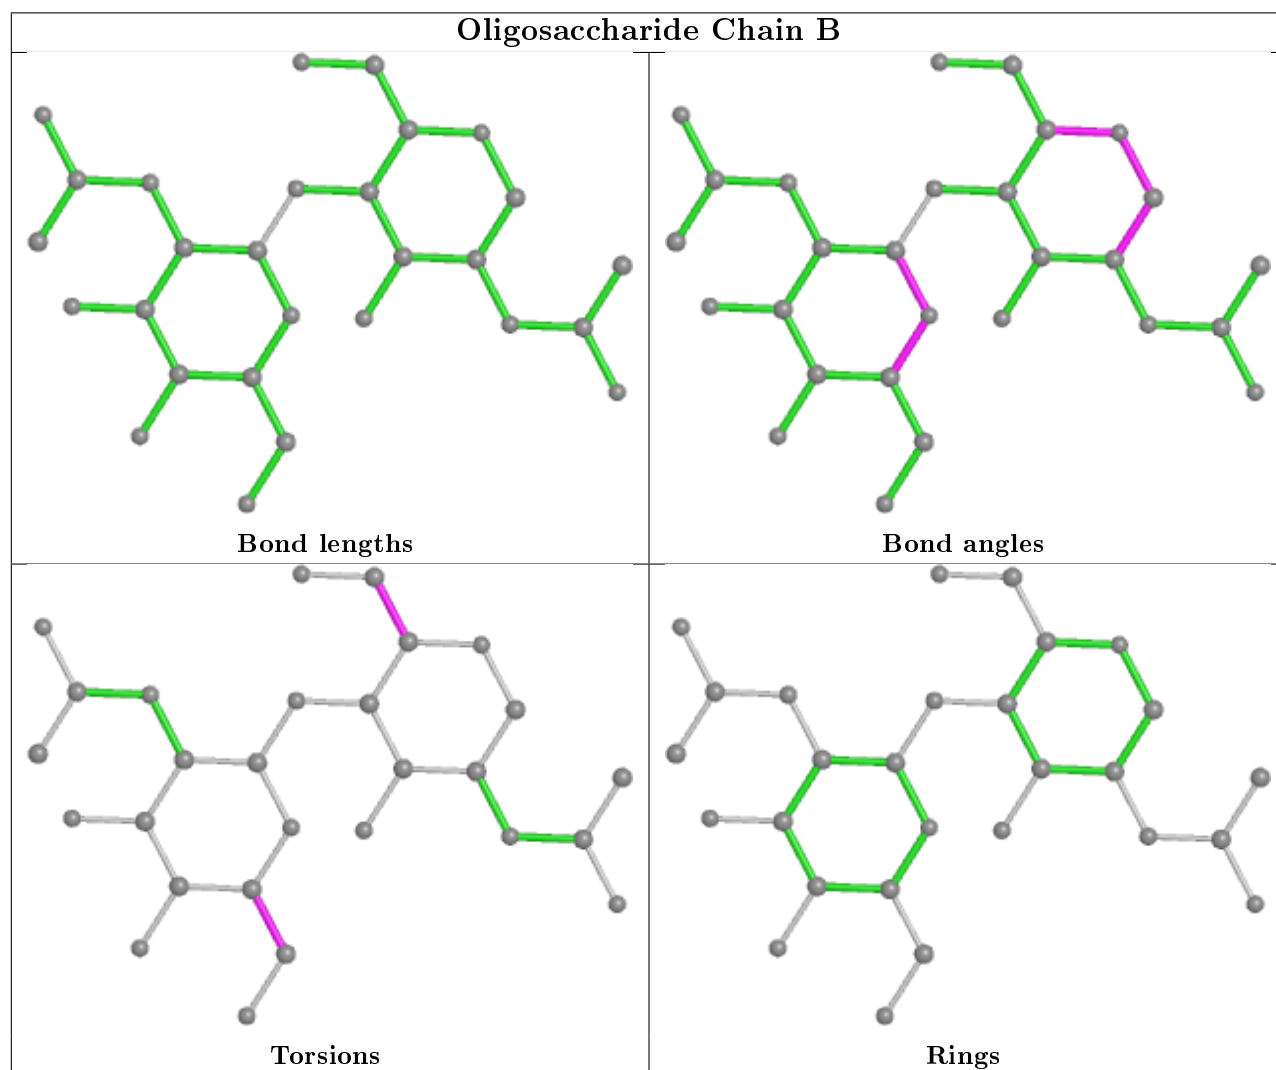 Oligosaccharide Chain B
Bond lengths
Bond angles
Torsions
Rings